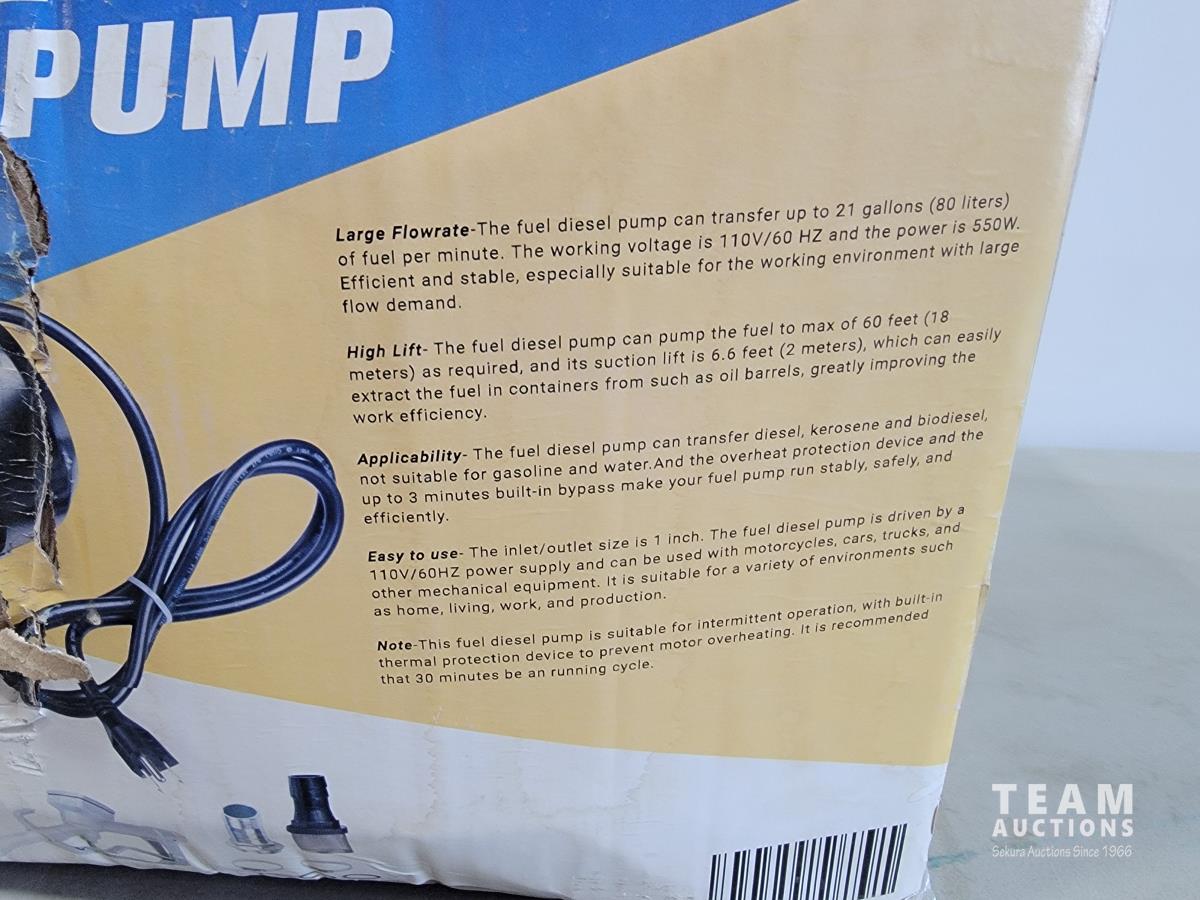 PUMP
Large Flowrate-The fuel diesel pump can transfer up to 21 gallons (80 liters)
of fuel per minute. The working voltage is 110V/60 HZ and the power is 550W.
Efficient and stable, especially suitable for the working environment with large
flow demand.
High Lift- The fuel diesel pump can pump the fuel to max of 60 feet (18
meters) as required, and its suction lift is 6.6 feet (2 meters), which can easily
extract the fuel in containers from such as oil barrels, greatly improving the
work efficiency.
Applicability- The fuel diesel pump can transfer diesel, kerosene and biodiesel,
not suitable for gasoline and water.And the overheat protection device and the
up to 3 minutes built-in bypass make your fuel pump run stably, safely, and
efficiently.
Easy to use- The inlet/outlet size is 1 inch. The fuel diesel pump is driven by a
110V/60HZ power supply and can be used with motorcycles, cars, trucks, and
other mechanical equipment. It is suitable for a variety of environments such
as home, living, work, and production.
Note-This fuel diesel pump is suitable for intermittent operation, with built-in
thermal protection device to prevent motor overheating. It is recommended
that 30 minutes be an running cycle.
TEAM
AUCTIONS
Sekura Auctions Since 1966